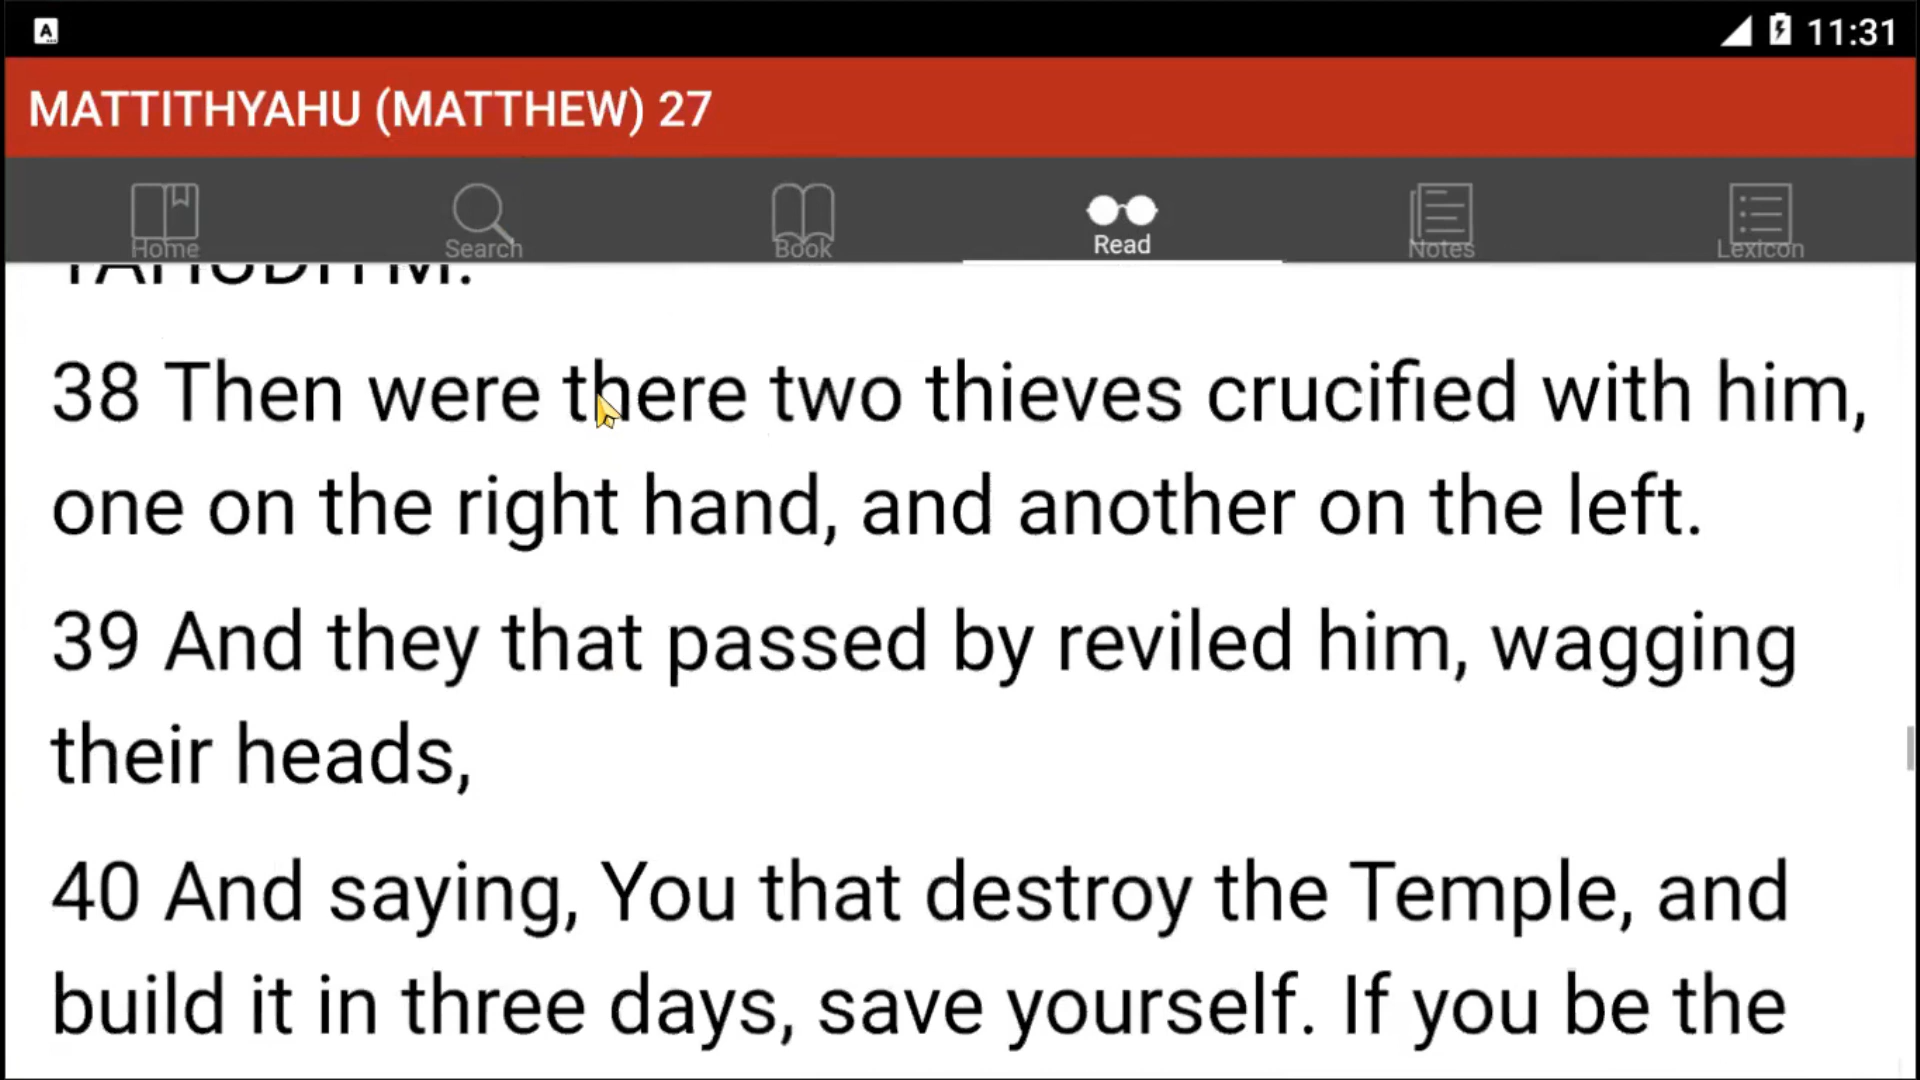 11:31
MATTITHYAHU (MATTHEW) 27
Home Search Book Read Notes Lexicon
38 Then were there two thieves crucified with him,
one on the right hand, and another on the left.
39 And they that passed by reviled him, wagging
their heads,
40 And saying, You that destroy the Temple, and
build it in three days, save yourself. If you be the